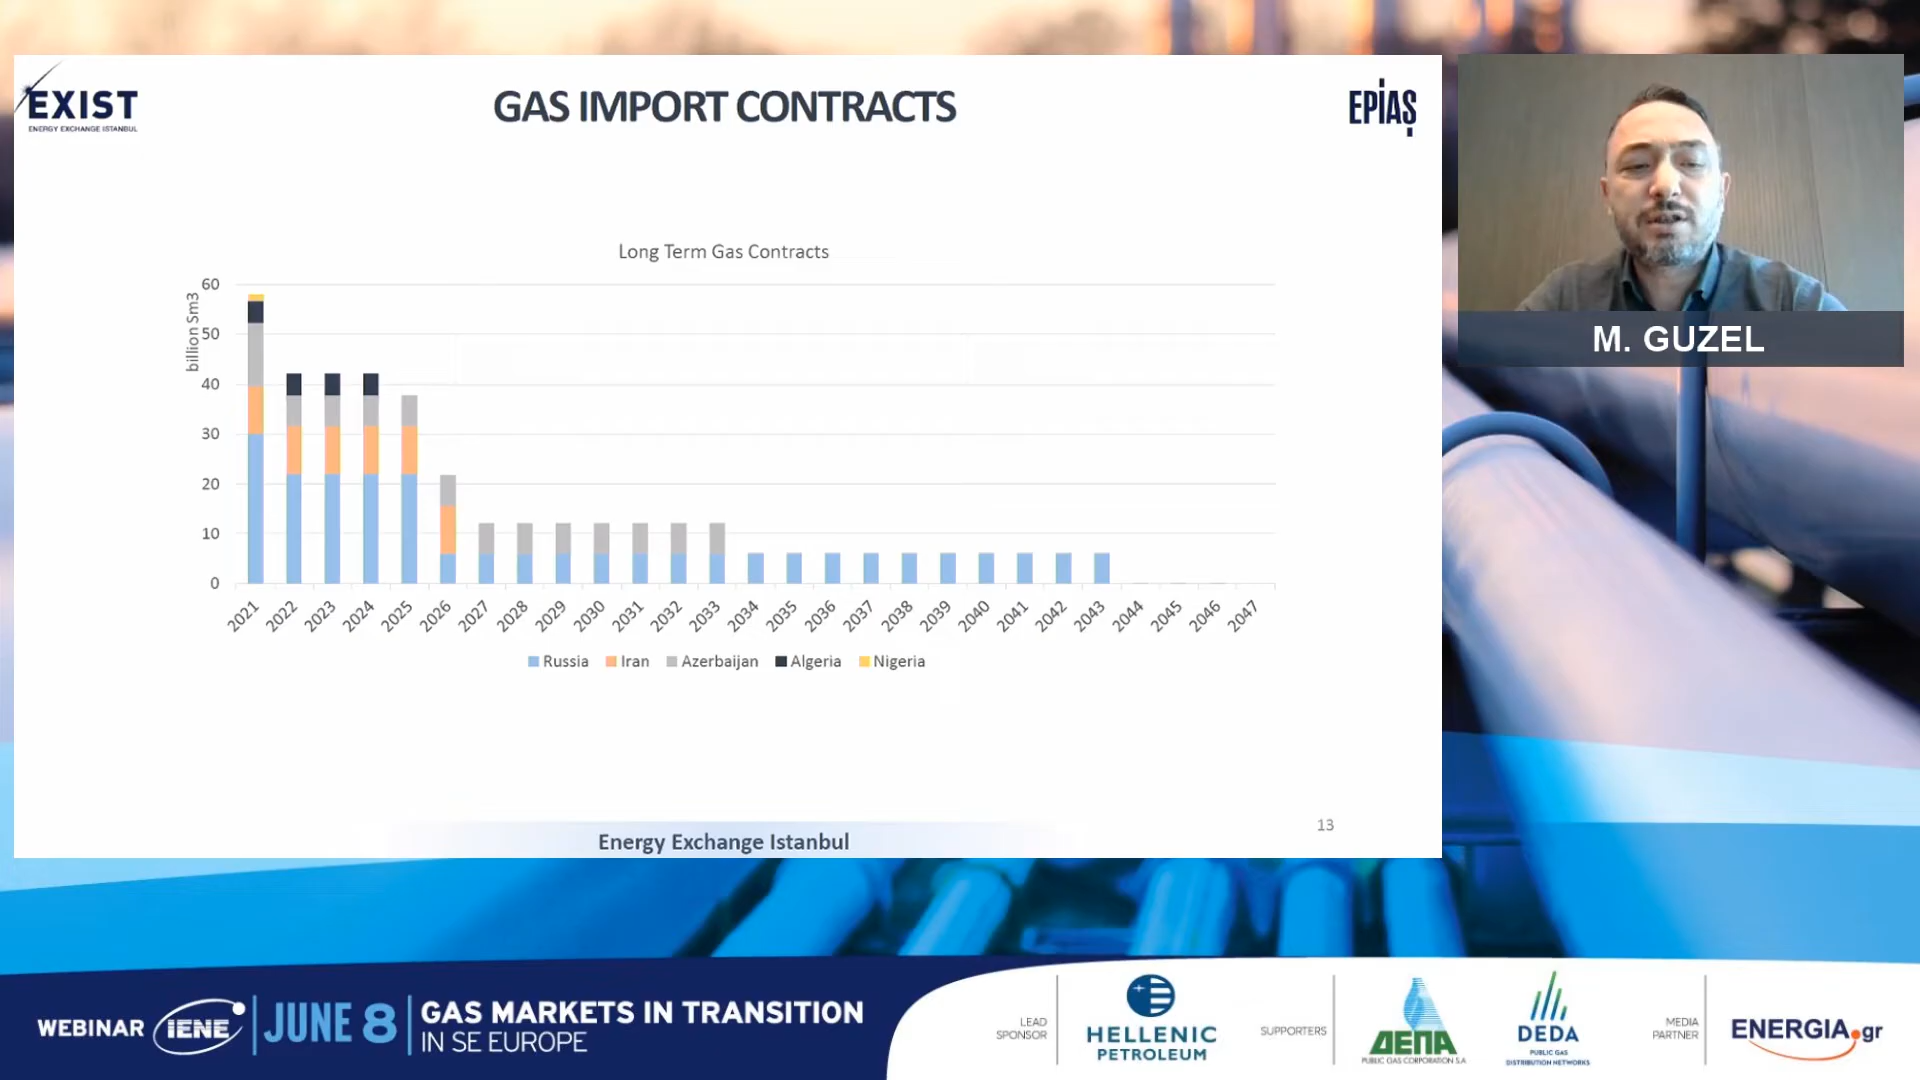 EXIST
ENERGY EXCHANGE ISTANBUL
GAS IMPORT CONTRACTS
EPİAŞ
M. GUZEL
Long Term Gas Contracts
billion Sm3
60
50
40
30
20
10
0
2021 2022 2023 2024 2025 2026 2027 2028 2029 2030 2031 2032 2033 2034 2035 2036 2037 2038 2039 2040 2041 2042 2043 2044 2045 2046 2047
Russia Iran Azerbaijan Algeria Nigeria
13
Energy Exchange Istanbul
WEBINAR IENE JUNE 8
GAS MARKETS IN TRANSITION
IN SE EUROPE
LEAD
SPONSOR
HELLENIC
PETROLEUM
SUPPORTERS
ΔΕΠΑ
PUBLIC GAS CORPORATION S.A
DEDA
PUBLIC GAS
DISTRIBUTION NETWORKS
MEDIA
PARTNER
ENERGIA.gr